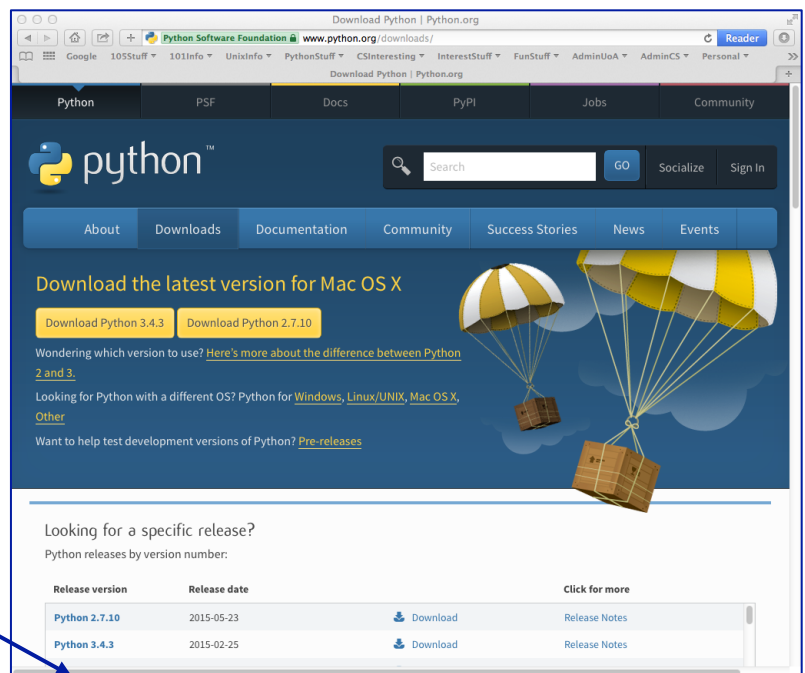 Download Python | Python.org
Python Software Foundation www.python.org/downloads/ Reader
Google 105Stuff 101Info UnixInfo PythonStuff CSInteresting InterestStuff FunStuff AdminUoA AdminCS Personal
Download Python | Python.org
Python PSF Docs PyPI Jobs Community
python™ Search GO Socialize Sign In
About Downloads Documentation Community Success Stories News Events
Download the latest version for Mac OS X
Download Python 3.4.3 Download Python 2.7.10
Wondering which version to use? Here's more about the difference between Python
2 and 3.
Looking for Python with a different OS? Python for Windows, Linux/UNIX, Mac OS X,
Other
Want to help test development versions of Python? Pre-releases
Looking for a specific release?
Python releases by version number:
Release version Release date Click for more
Python 2.7.10 2015-05-23 Download Release Notes
Python 3.4.3 2015-02-25 Download Release Notes